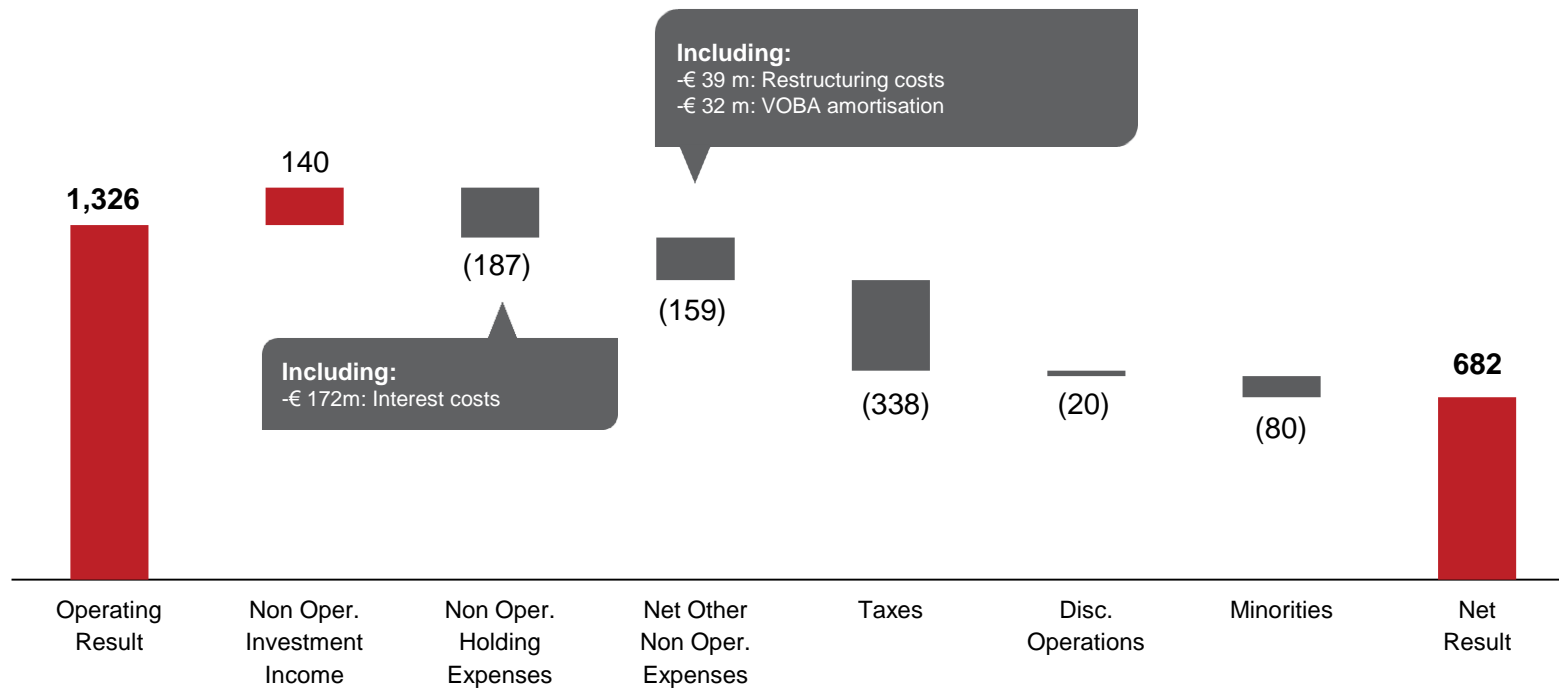 Including:
-€ 39 m: Restructuring costs
-€ 32 m: VOBA amortisation
140
1,326
(187)
(159)
Including:
-€ 172m: Interest costs
682
(338)
(20)
(80)
Operating
Result
Non Oper.
Investment
Income
Non Oper.
Holding
Expenses
Net Other
Non Oper.
Expenses
Taxes
Disc.
Operations
Minorities
Net
Result